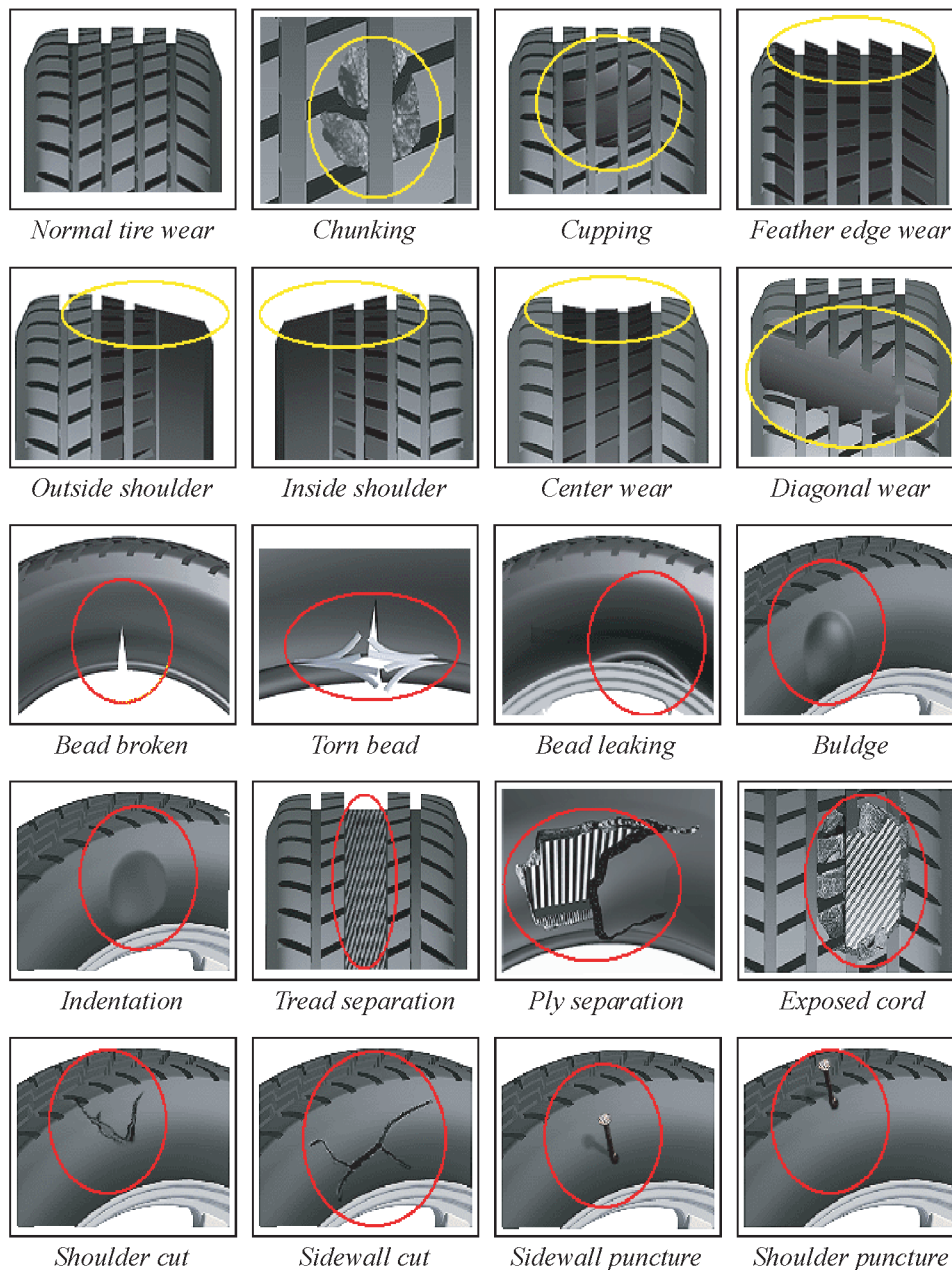 Normal tire wear
Chunking
Cupping
Feather edge wear
Outside shoulder
Inside shoulder
Center wear
Diagonal wear
Bead broken
Torn bead
Bead leaking
Buldge
Indentation
Tread separation
Ply separation
Exposed cord
Shoulder cut
Sidewall cut
Sidewall puncture
Shoulder puncture